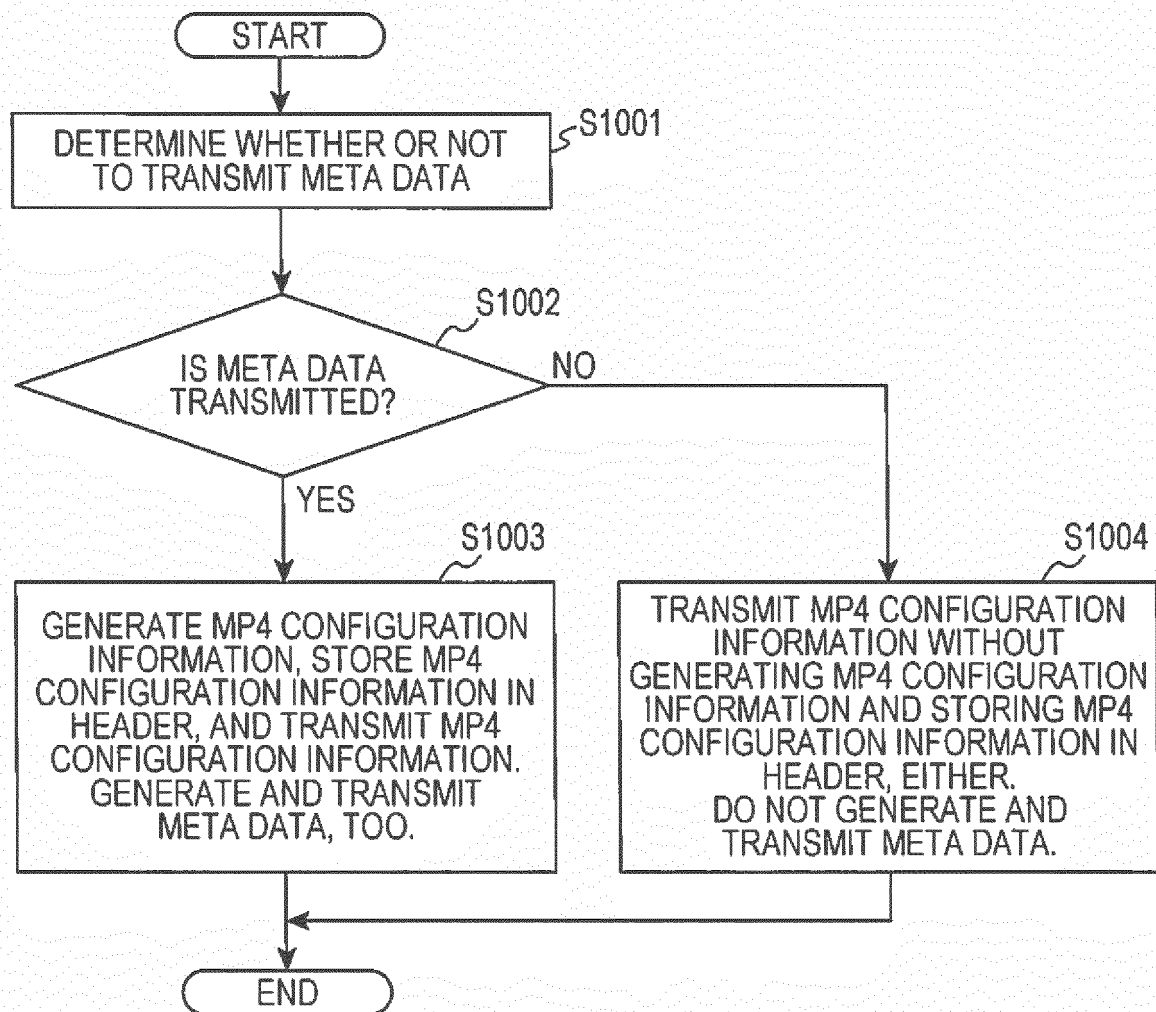 START
S1001
DETERMINE WHETHER OR NOT
TO TRANSMIT META DATA
S1002
IS META DATA
TRANSMITTED?
NO
YES
S1003
GENERATE MP4 CONFIGURATION
INFORMATION, STORE MP4
CONFIGURATION INFORMATION IN
HEADER, AND TRANSMIT MP4
CONFIGURATION INFORMATION.
GENERATE AND TRANSMIT
META DATA, TOO.
S1004
TRANSMIT MP4 CONFIGURATION
INFORMATION WITHOUT
GENERATING MP4 CONFIGURATION
INFORMATION AND STORING MP4
CONFIGURATION INFORMATION IN
HEADER, EITHER.
DO NOT GENERATE AND
TRANSMIT META DATA.
END